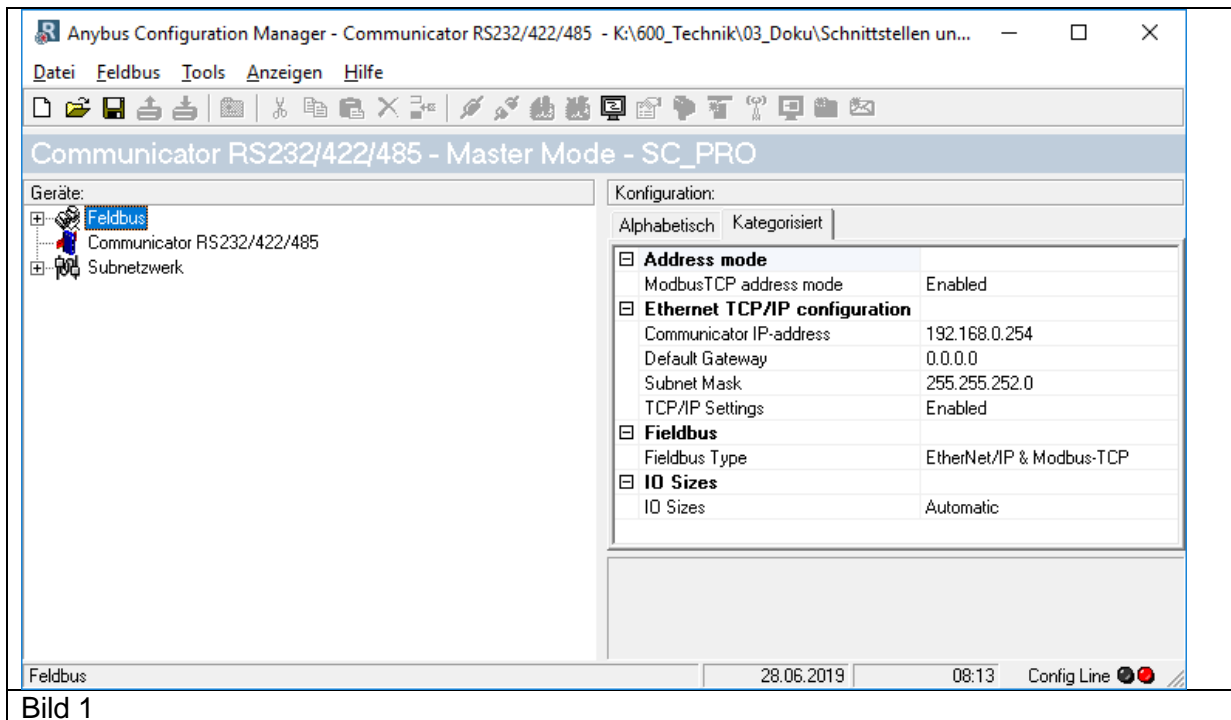 Anybus Configuration Manager - Communicator RS232/422/485 - K:\600_Technik\03_Doku\Schnittstellen un...
Datei Feldbus Tools Anzeigen Hilfe
Communicator RS232/422/485 - Master Mode - SC_PRO
Geräte:
Feldbus
Communicator RS232/422/485
Subnetzwerk
Konfiguration:
Alphabetisch Kategorisiert
Address mode
ModbusTCP address mode Enabled
Ethernet TCP/IP configuration
Communicator IP-address 192.168.0.254
Default Gateway 0.0.0.0
Subnet Mask 255.255.252.0
TCP/IP Settings Enabled
Fieldbus
Fieldbus Type EtherNet/IP & Modbus-TCP
IO Sizes
IO Sizes Automatic
Feldbus 28.06.2019 08:13 Config Line
Bild 1